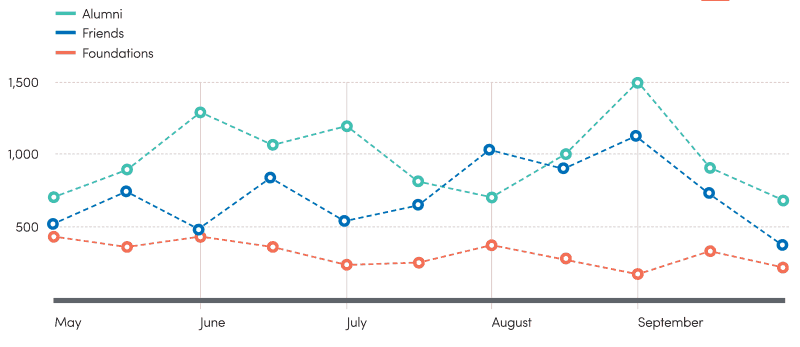 Alumni
Friends
Foundations
1,500
1,000
500
May June July August September